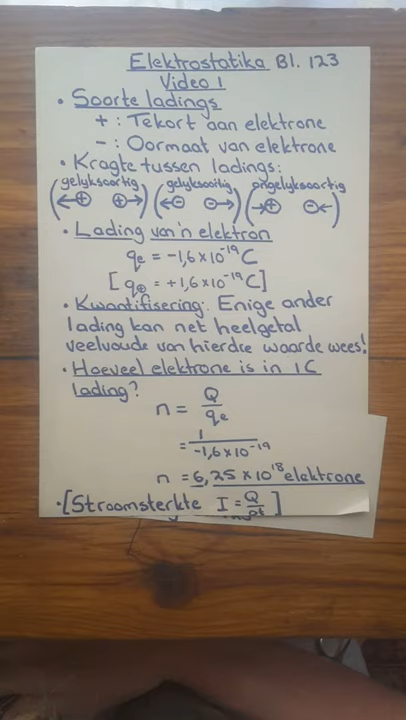 Elektrostatika Bl. 123
Video 1
• Soorte ladings
+ : Tekort aan elektrone
- : Oormaat van elektrone
• Kragte tussen ladings:
gelyksoortig gelyksoortig ongelyksoortig
(←⊕ ⊕→) (←⊖ ⊖→) (→⊕ ⊖←)
• Lading van 'n elektron
qe = -1,6 x 10⁻¹⁹ C
[q⊕ = +1,6 x 10⁻¹⁹ C]
• Kwantifisering: Enige ander
lading kan net heelgetal
veelvoude van hierdie waarde wees!
• Hoeveel elektrone is in 1C
lading?
n = Q/qe
= 1/-1,6 x 10⁻¹⁹
n = 6,25 x 10¹⁸ elektrone
• [Stroomsterkte I = Q/Δt]